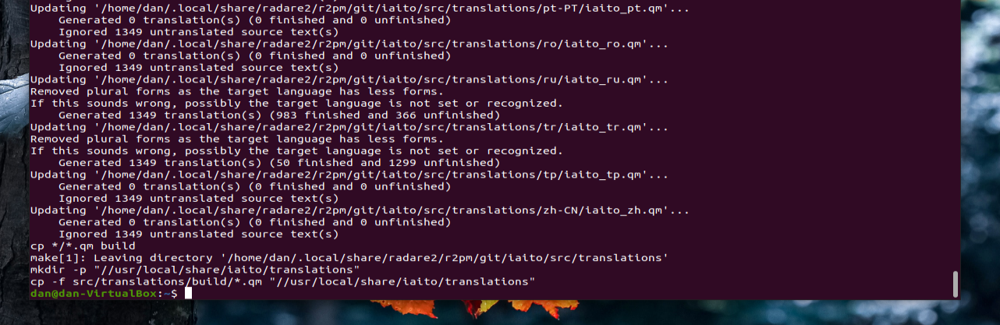 Updating '/home/dan/.local/share/radare2/r2pm/git/iaito/src/translations/pt-PT/iaito_pt.qm'...
    Generated 0 translation(s) (0 finished and 0 unfinished)
    Ignored 1349 untranslated source text(s)
Updating '/home/dan/.local/share/radare2/r2pm/git/iaito/src/translations/ro/iaito_ro.qm'...
    Generated 0 translation(s) (0 finished and 0 unfinished)
    Ignored 1349 untranslated source text(s)
Updating '/home/dan/.local/share/radare2/r2pm/git/iaito/src/translations/ru/iaito_ru.qm'...
Removed plural forms as the target language has less forms.
If this sounds wrong, possibly the target language is not set or recognized.
    Generated 1349 translation(s) (983 finished and 366 unfinished)
Updating '/home/dan/.local/share/radare2/r2pm/git/iaito/src/translations/tr/iaito_tr.qm'...
Removed plural forms as the target language has less forms.
If this sounds wrong, possibly the target language is not set or recognized.
    Generated 1349 translation(s) (50 finished and 1299 unfinished)
Updating '/home/dan/.local/share/radare2/r2pm/git/iaito/src/translations/tp/iaito_tp.qm'...
    Generated 0 translation(s) (0 finished and 0 unfinished)
    Ignored 1349 untranslated source text(s)
Updating '/home/dan/.local/share/radare2/r2pm/git/iaito/src/translations/zh-CN/iaito_zh.qm'...
    Generated 0 translation(s) (0 finished and 0 unfinished)
    Ignored 1349 untranslated source text(s)
cp */*.qm build
make[1]: Leaving directory '/home/dan/.local/share/radare2/r2pm/git/iaito/src/translations'
mkdir -p "//usr/local/share/iaito/translations"
cp -f src/translations/build/*.qm "//usr/local/share/iaito/translations"
dan@dan-VirtualBox:~$